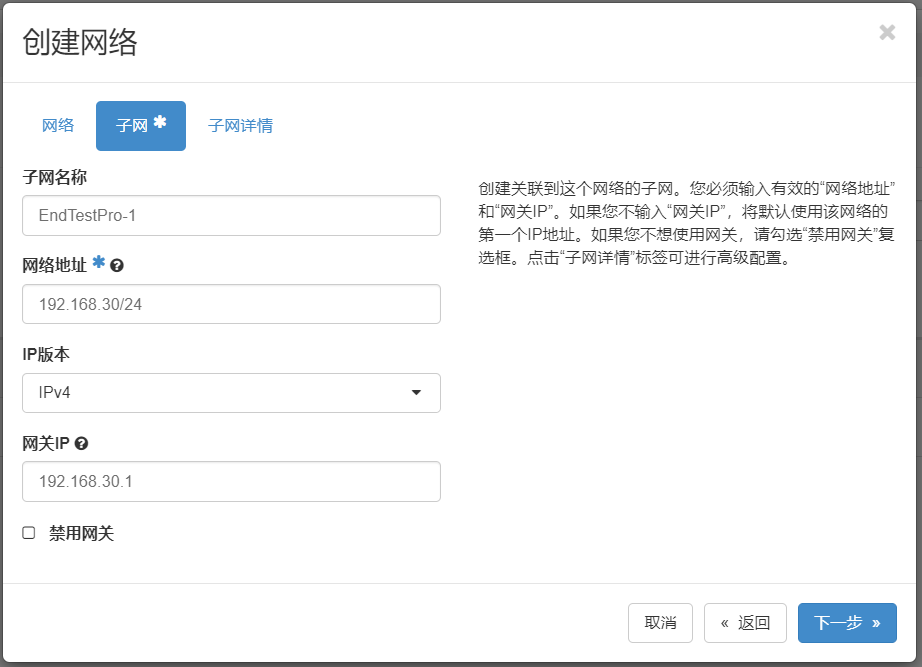 创建网络
×
网络 子网 * 子网详情
子网名称
EndTestPro-1
网络地址 * ?
192.168.30/24
IP版本
IPv4
网关IP ?
192.168.30.1
禁用网关
创建关联到这个网络的子网。您必须输入有效的“网络地址”
和“网关IP”。如果您不输入“网关IP”，将默认使用该网络的
第一个IP地址。如果您不想使用网关，请勾选“禁用网关”复
选框。点击“子网详情”标签可进行高级配置。
取消 « 返回 下一步 »